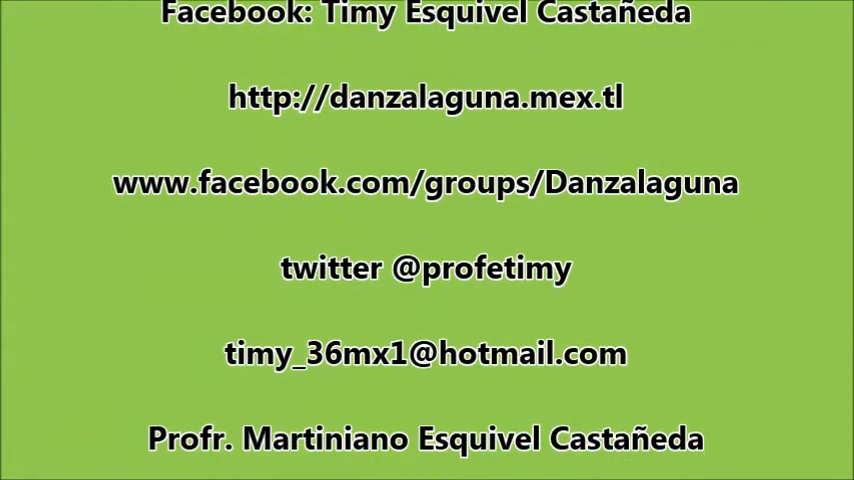 Facebook: Timy Esquivel Castañeda
http://danzalaguna.mex.tl
www.facebook.com/groups/Danzalaguna
twitter @profetimy
timy_36mx1@hotmail.com
Profr. Martiniano Esquivel Castañeda